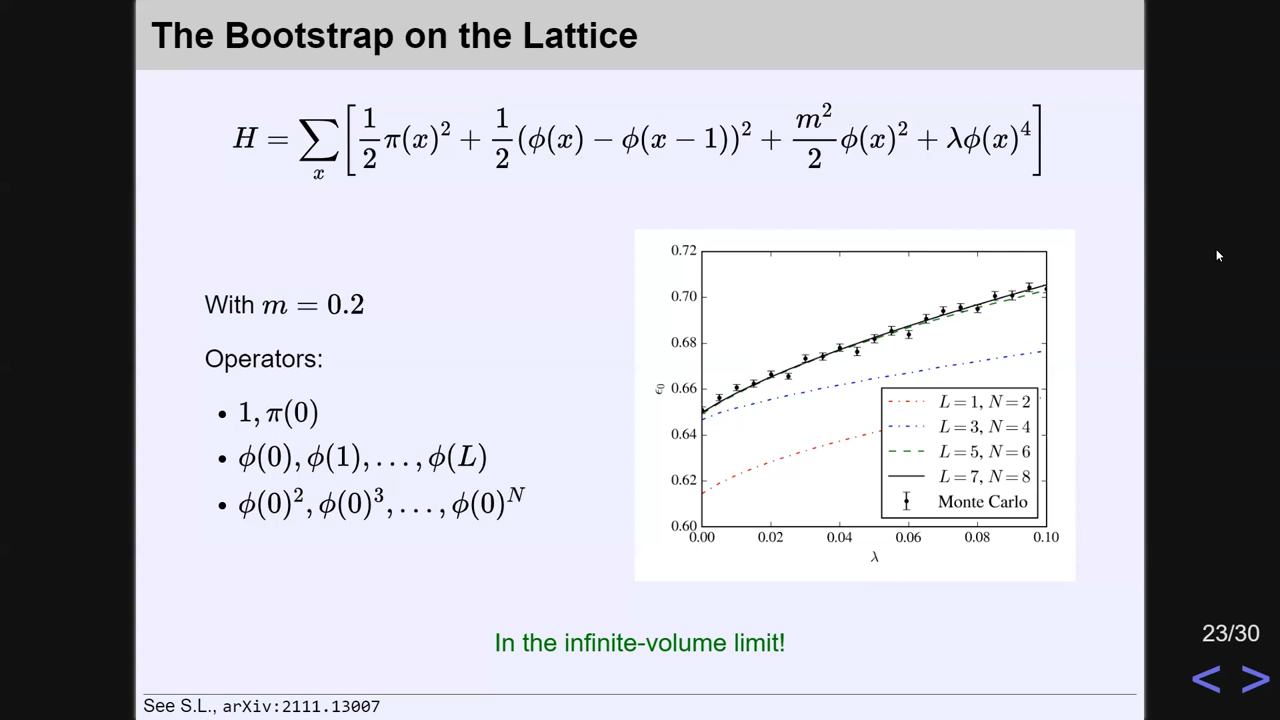 The Bootstrap on the Lattice
H = ∑ₓ [ 1/2 π(x)² + 1/2 (ϕ(x) − ϕ(x − 1))² + m²/2 ϕ(x)² + λϕ(x)⁴ ]
With m = 0.2
Operators:
• 1, π(0)
• ϕ(0), ϕ(1), . . . , ϕ(L)
• ϕ(0)², ϕ(0)³, . . . , ϕ(0)ᴺ
0.72
0.70
0.68
0.66
0.64
0.62
0.60
ϵ₀
0.00 0.02 0.04 0.06 0.08 0.10
λ
L = 1, N = 2
L = 3, N = 4
L = 5, N = 6
L = 7, N = 8
Monte Carlo
In the infinite-volume limit!
23/30
< >
See S.L., arXiv:2111.13007